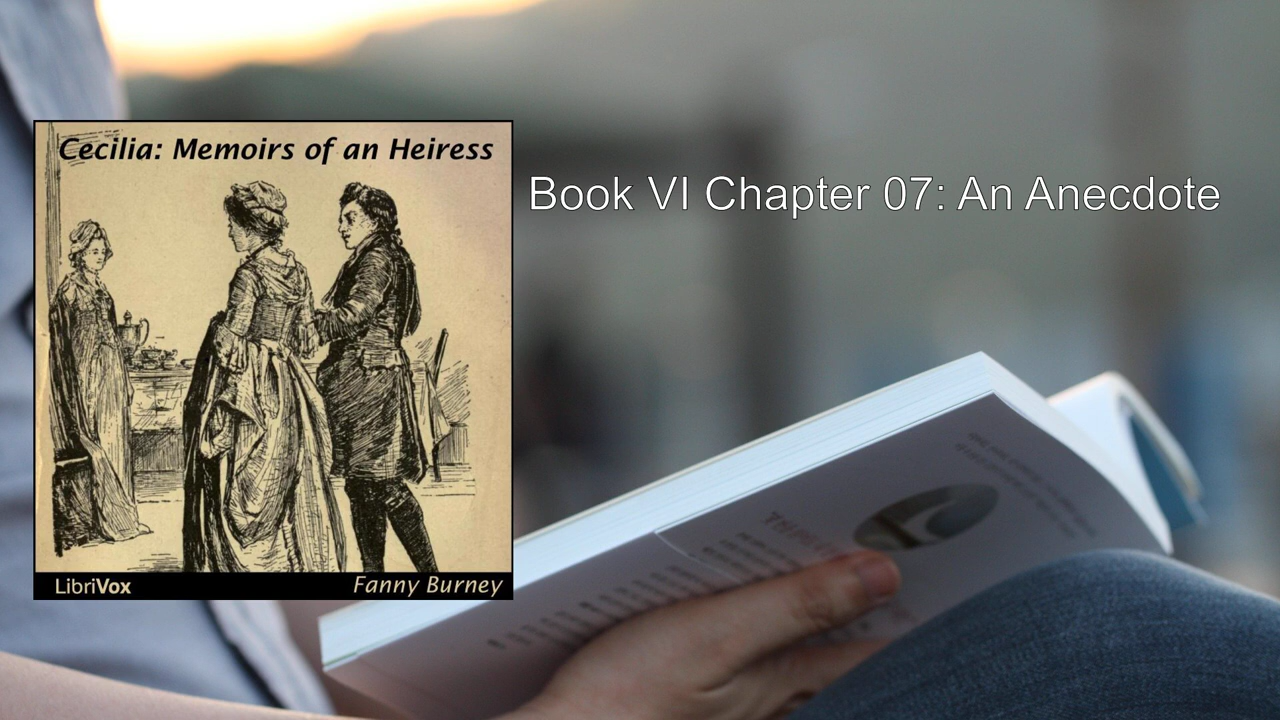 Cecilia: Memoirs of an Heiress
Book VI Chapter 07: An Anecdote
LibriVox
Fanny Burney